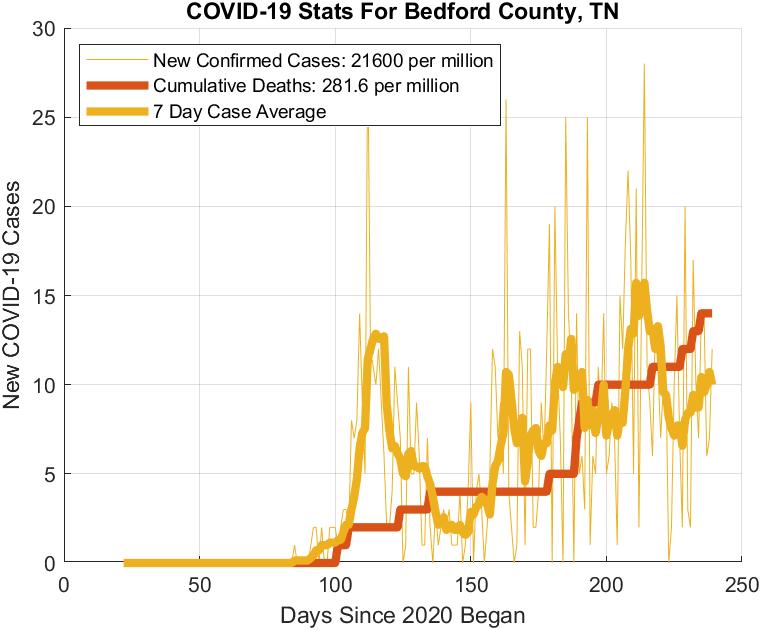 COVID-19 Stats For Bedford County, TN
New Confirmed Cases: 21600 per million
Cumulative Deaths: 281.6 per million
7 Day Case Average
New COVID-19 Cases
30
25
20
15
10
5
0
0 50 100 150 200 250
Days Since 2020 Began